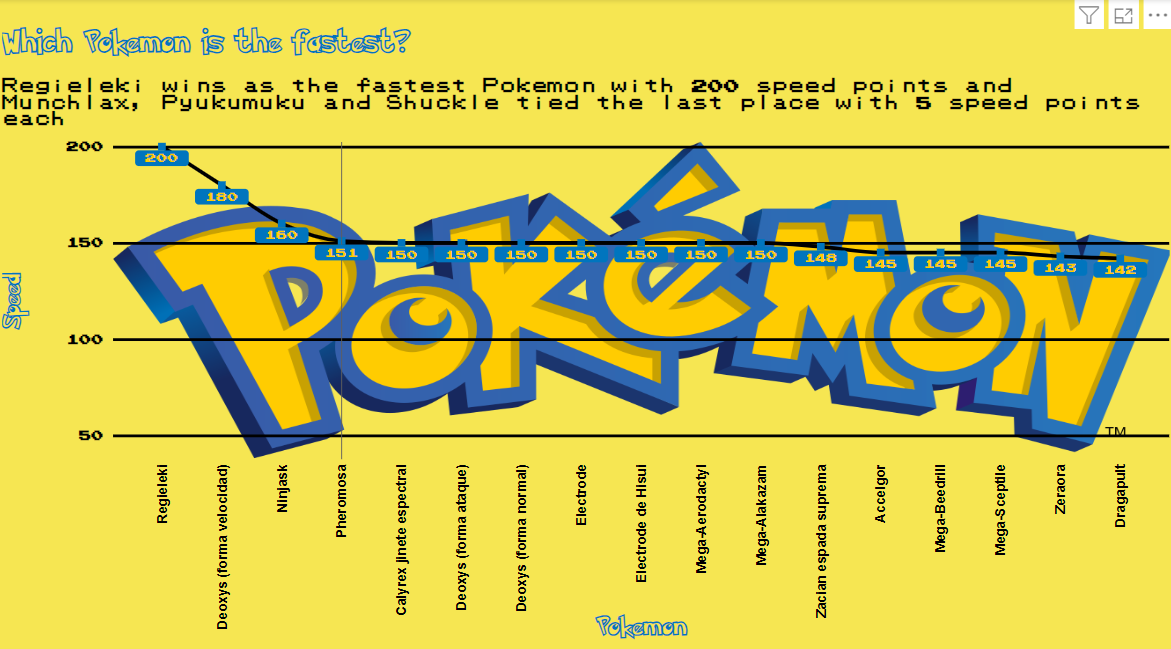 Which Pokemon is the fastest?
Regieleki wins as the fastest Pokemon with 200 speed points and
Munchlax, Pyukumuku and Shuckle tied the last place with 5 speed points
each
200
150
100
50
Speed
200
180
160
151
150
150
150
150
150
150
150
148
145
145
145
143
142
POKéMON
TM
Regieleki
Deoxys (forma velocidad)
Ninjask
Pheromosa
Calyrex jinete espectral
Deoxys (forma ataque)
Deoxys (forma normal)
Electrode
Electrode de Hisui
Mega-Aerodactyl
Mega-Alakazam
Zacian espada suprema
Accelgor
Mega-Beedrill
Mega-Sceptile
Zeraora
Dragapult
Pokemon